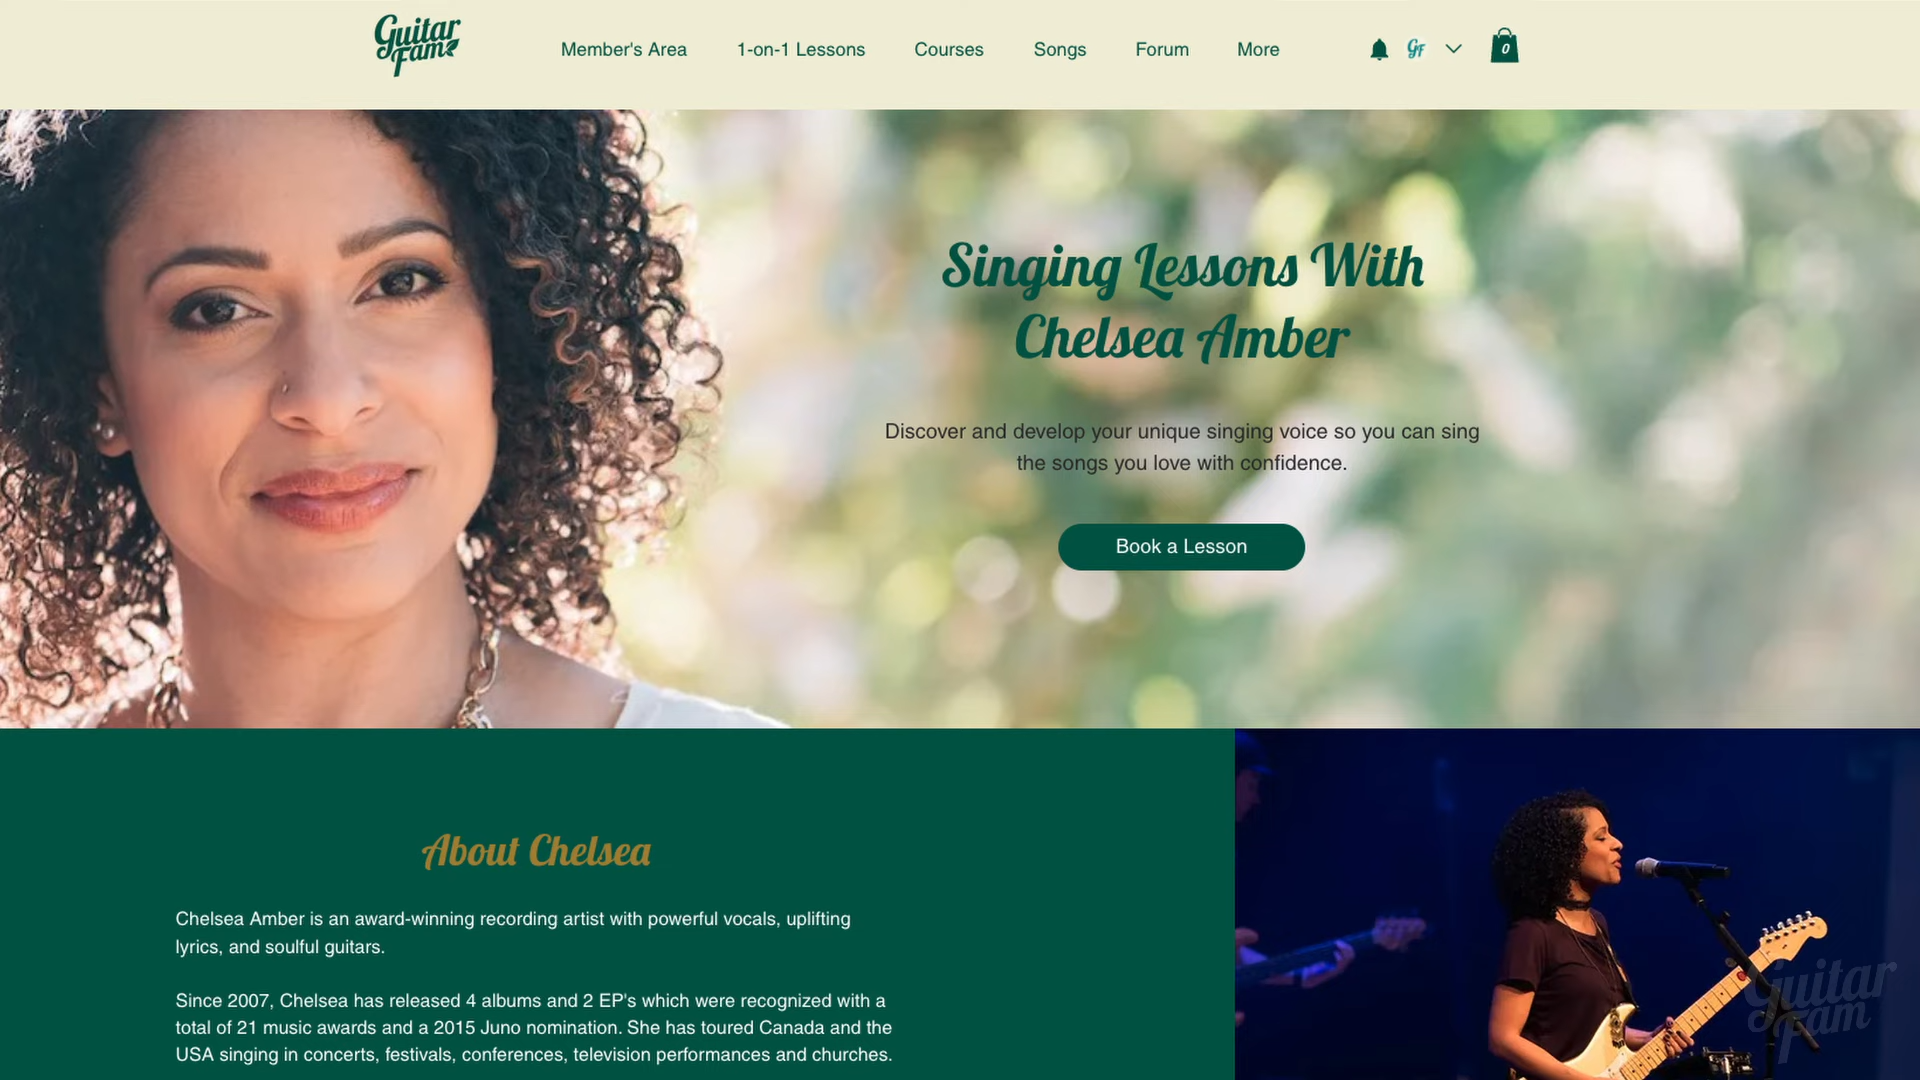 Guitar Fam
Member's Area
1-on-1 Lessons
Courses
Songs
Forum
More
GF
0
Singing Lessons With
Chelsea Amber
Discover and develop your unique singing voice so you can sing
the songs you love with confidence.
Book a Lesson
About Chelsea
Chelsea Amber is an award-winning recording artist with powerful vocals, uplifting
lyrics, and soulful guitars.
Since 2007, Chelsea has released 4 albums and 2 EP's which were recognized with a
total of 21 music awards and a 2015 Juno nomination. She has toured Canada and the
USA singing in concerts, festivals, conferences, television performances and churches.
Guitar
Fam